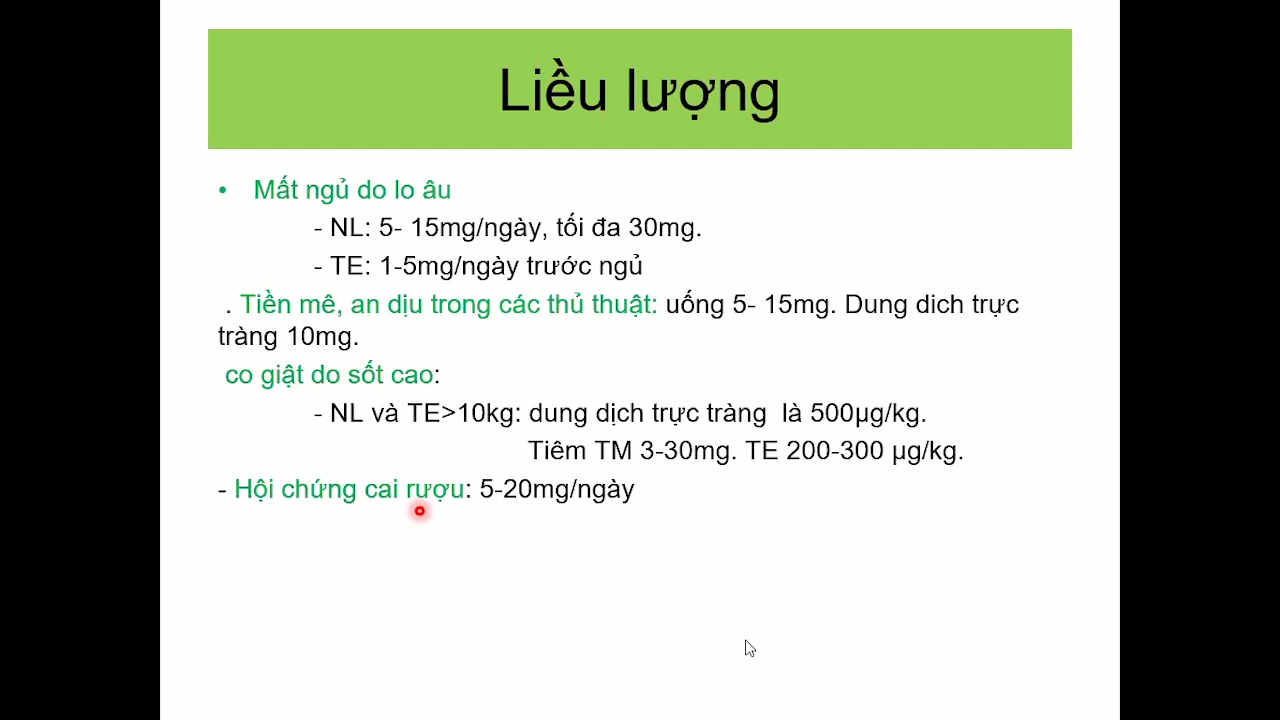 Liều lượng
• Mất ngủ do lo âu
- NL: 5- 15mg/ngày, tối đa 30mg.
- TE: 1-5mg/ngày trước ngủ
. Tiền mê, an dịu trong các thủ thuật: uống 5- 15mg. Dung dich trực
tràng 10mg.
co giật do sốt cao:
- NL và TE>10kg: dung dịch trực tràng là 500µg/kg.
Tiêm TM 3-30mg. TE 200-300 µg/kg.
- Hội chứng cai rượu: 5-20mg/ngày